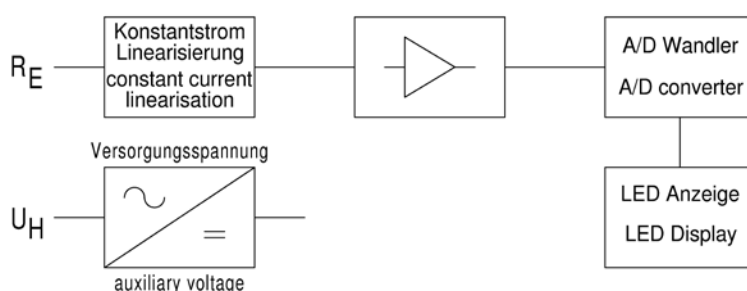 R_E
Konstantstrom
Linearisierung
constant current
linearisation
A/D Wandler
A/D converter
Versorgungsspannung
U_H
auxiliary voltage
LED Anzeige
LED Display